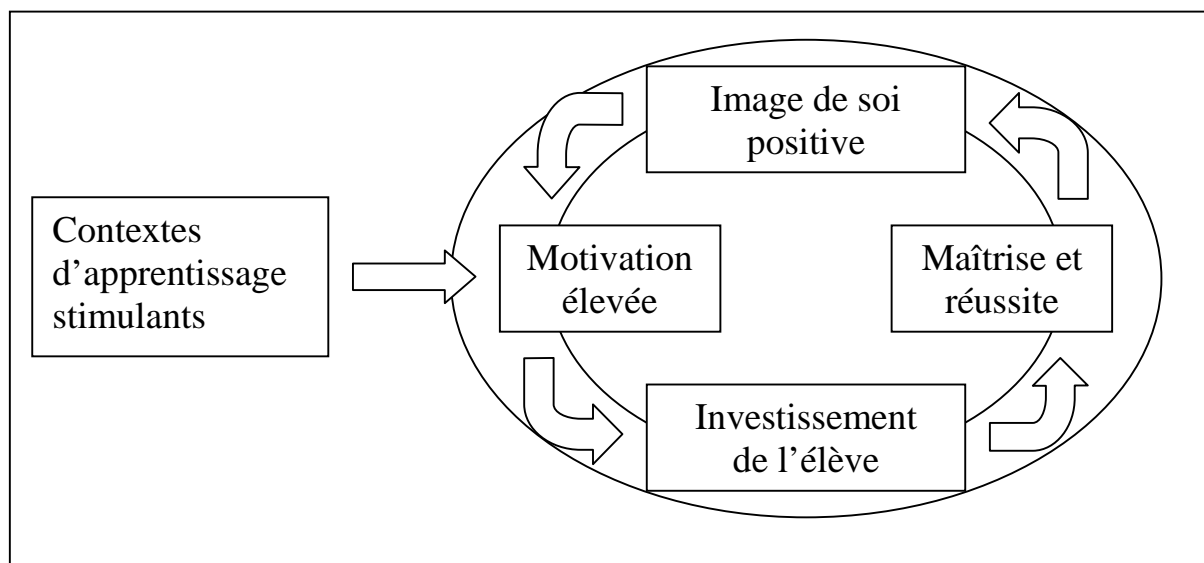 Image de soi
positive
Contextes
d’apprentissage
stimulants
Motivation
élevée
Maîtrise et
réussite
Investissement
de l’élève